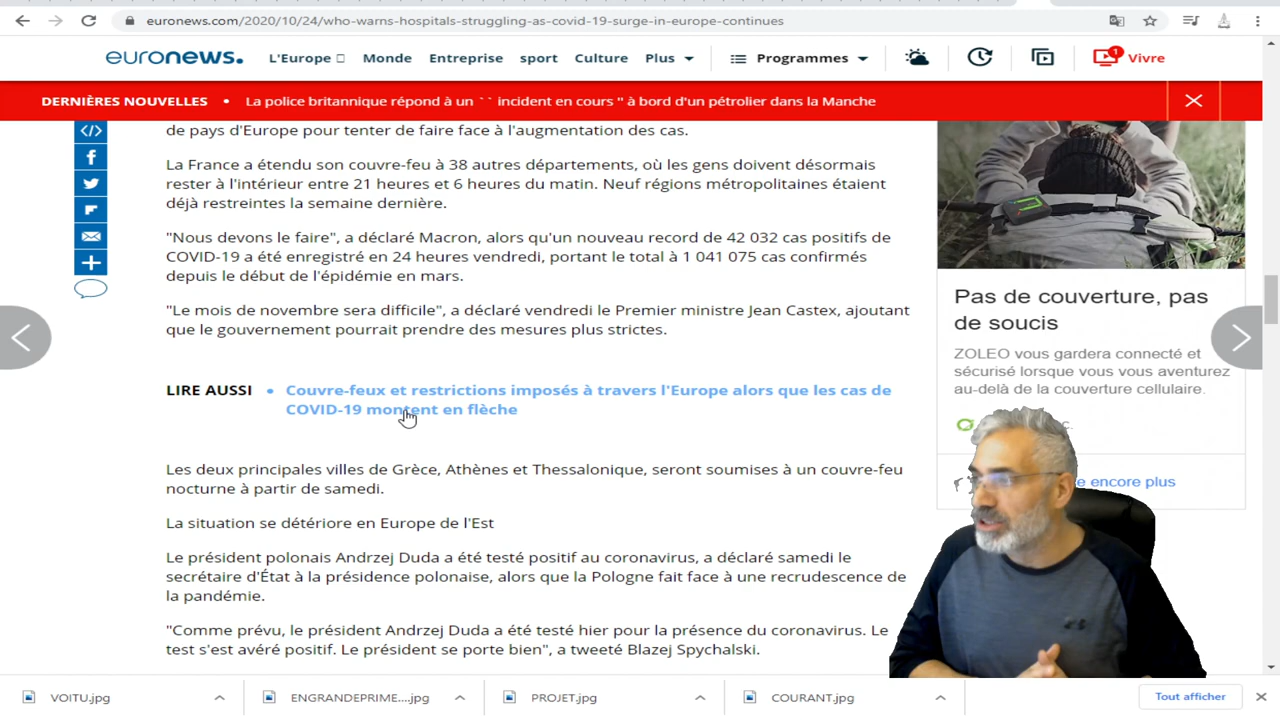 euronews.com/2020/10/24/who-warns-hospitals-struggling-as-covid-19-surge-in-europe-continues
euronews.
L'Europe Monde Entreprise sport Culture Plus Programmes 1 Vivre
DERNIÈRES NOUVELLES • La police britannique répond à un `` incident en cours '' à bord d'un pétrolier dans la Manche
de pays d'Europe pour tenter de faire face à l'augmentation des cas.
La France a étendu son couvre-feu à 38 autres départements, où les gens doivent désormais
rester à l'intérieur entre 21 heures et 6 heures du matin. Neuf régions métropolitaines étaient
déjà restreintes la semaine dernière.
"Nous devons le faire", a déclaré Macron, alors qu'un nouveau record de 42 032 cas positifs de
COVID-19 a été enregistré en 24 heures vendredi, portant le total à 1 041 075 cas confirmés
depuis le début de l'épidémie en mars.
"Le mois de novembre sera difficile", a déclaré vendredi le Premier ministre Jean Castex, ajoutant
que le gouvernement pourrait prendre des mesures plus strictes.
LIRE AUSSI • Couvre-feux et restrictions imposés à travers l'Europe alors que les cas de
COVID-19 montent en flèche
Les deux principales villes de Grèce, Athènes et Thessalonique, seront soumises à un couvre-feu
nocturne à partir de samedi.
La situation se détériore en Europe de l'Est
Le président polonais Andrzej Duda a été testé positif au coronavirus, a déclaré samedi le
secrétaire d'État à la présidence polonaise, alors que la Pologne fait face à une recrudescence de
la pandémie.
"Comme prévu, le président Andrzej Duda a été testé hier pour la présence du coronavirus. Le
test s'est avéré positif. Le président se porte bien", a tweeté Blazej Spychalski.
Pas de couverture, pas
de soucis
ZOLEO vous gardera connecté et
sécurisé lorsque vous vous aventurez
au-delà de la couverture cellulaire.
encore plus
VOITU.jpg ENGRANDEPRIME....jpg PROJET.jpg COURANT.jpg Tout afficher